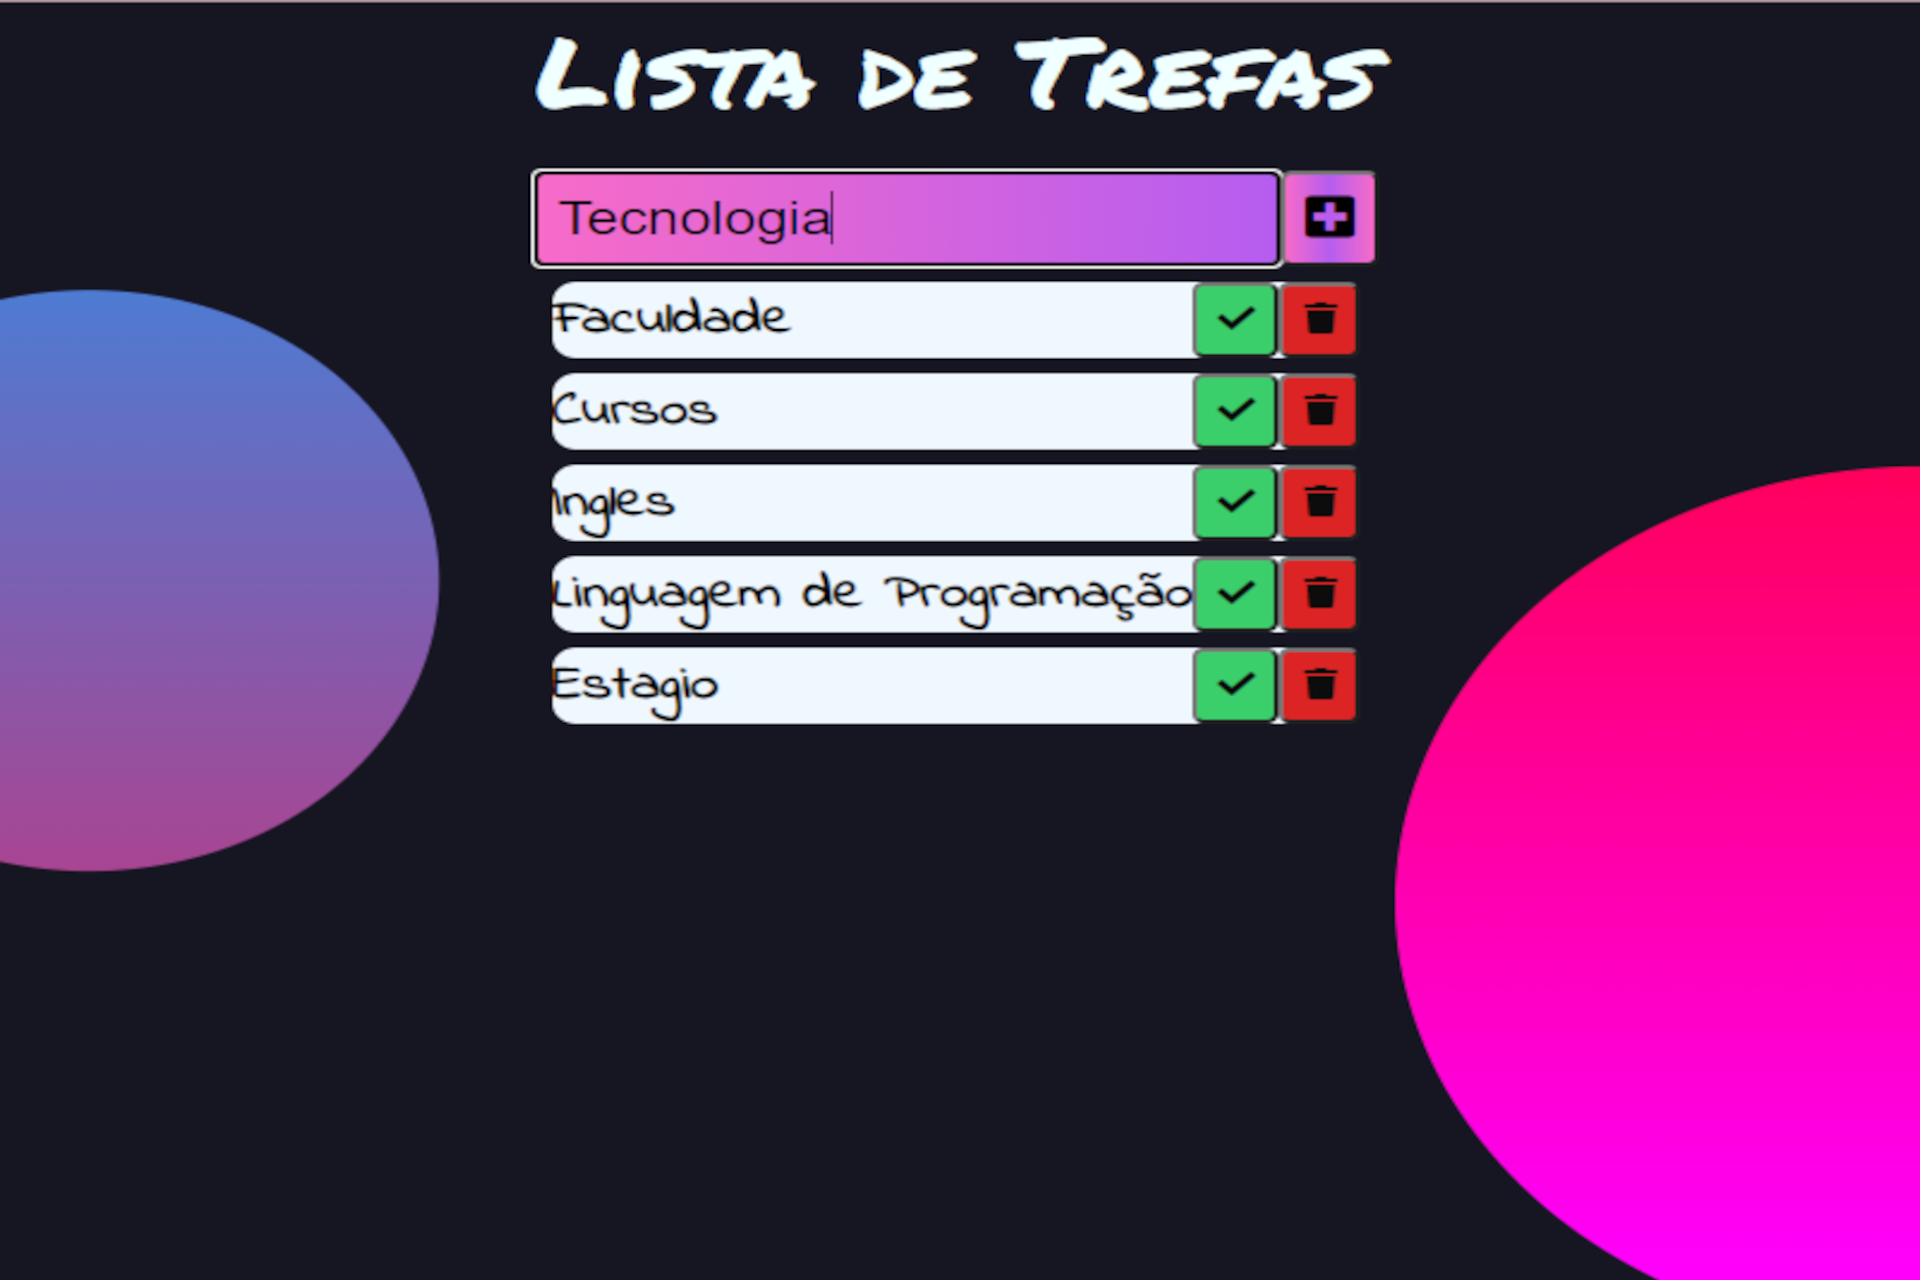 Lista de Trefas
Tecnologia
Faculdade
Cursos
Ingles
Linguagem de Programação
Estagio